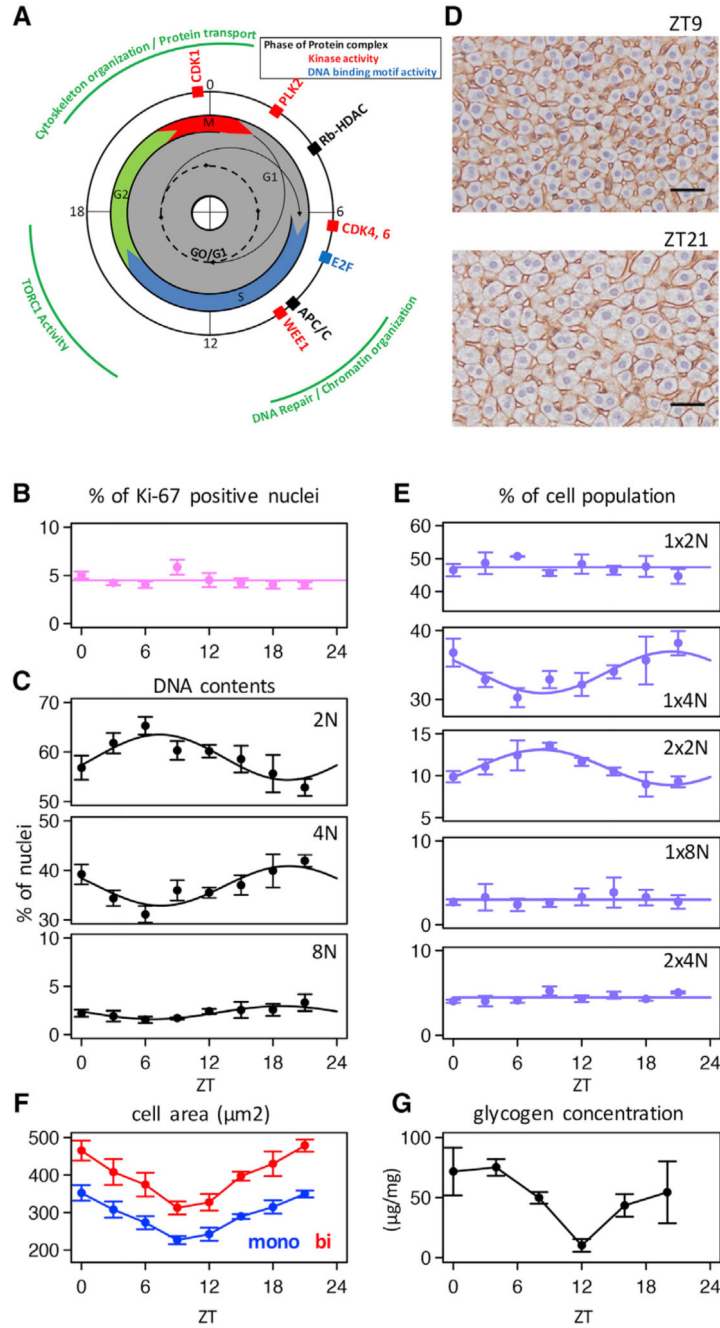 A
Cytoskeleton organization / Protein transport
Phase of Protein complex
Kinase activity
DNA binding motif activity
CDK1
0
PLK2
Rb-HDAC
M
G1
G2
18
6
CDK4, 6
GO/G1
E2F
S
APC/C
WEE1
12
TORC1 Activity
DNA Repair / Chromatin organization
D
ZT9
ZT21
B
% of Ki-67 positive nuclei
10
5
0
0 6 12 18 24
C
DNA contents
% of nuclei
70
60
50
2N
50
40
30
4N
10
5
0
8N
0 6 12 18 24
ZT
E
% of cell population
60
50
40
1x2N
40
30
1x4N
15
10
5
2x2N
10
0
1x8N
10
0
2x4N
0 6 12 18 24
ZT
F
cell area (µm2)
500
400
300
200
mono bi
0 6 12 18 24
ZT
G
glycogen concentration
(µg/mg)
100
50
0
0 6 12 18 24
ZT